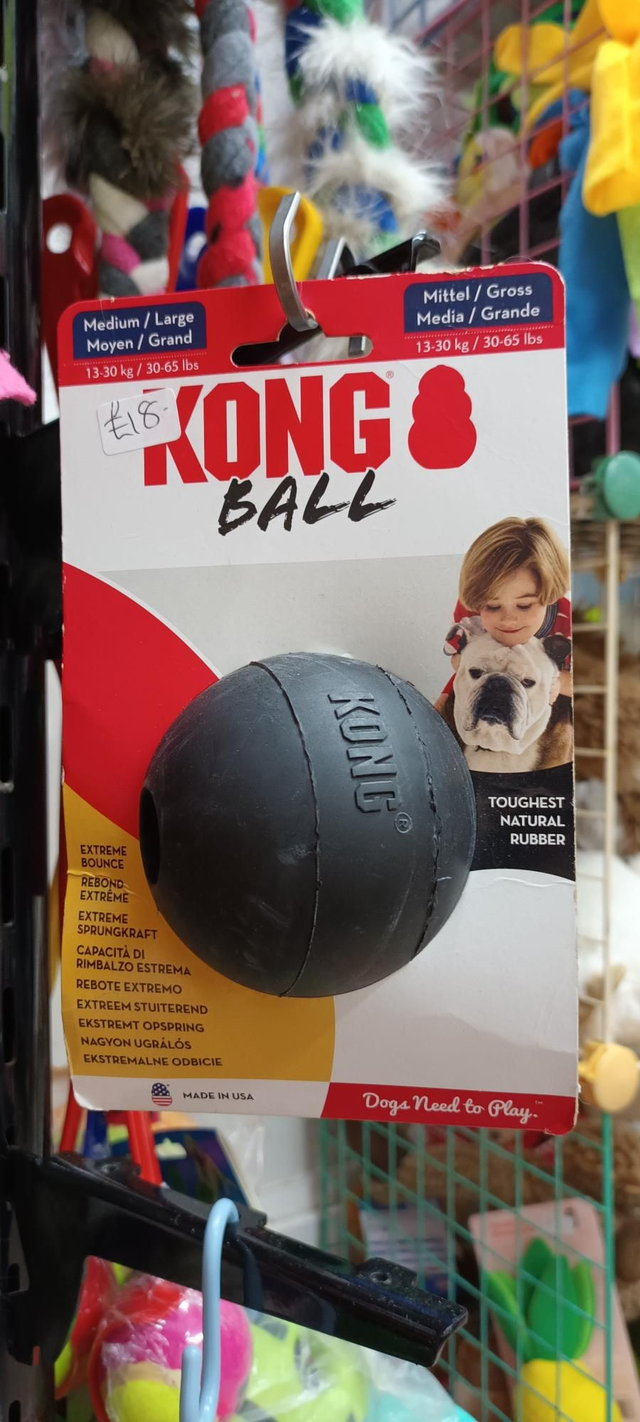 Medium / Large
Moyen / Grand
13-30 kg / 30-65 lbs
Mittel / Gross
Media / Grande
13-30 kg / 30-65 lbs
£18-
KONG®
BALL
KONG®
TOUGHEST
NATURAL
RUBBER
EXTREME
BOUNCE
REBOND
EXTRÊME
EXTREME
SPRUNGKRAFT
CAPACITÀ DI
RIMBALZO ESTREMA
REBOTE EXTREMO
EXTREEM STUITEREND
EKSTREMT OPSPRING
NAGYON UGRÁLÓS
EKSTREMALNE ODBICIE
MADE IN USA
Dogs Need to Play.™